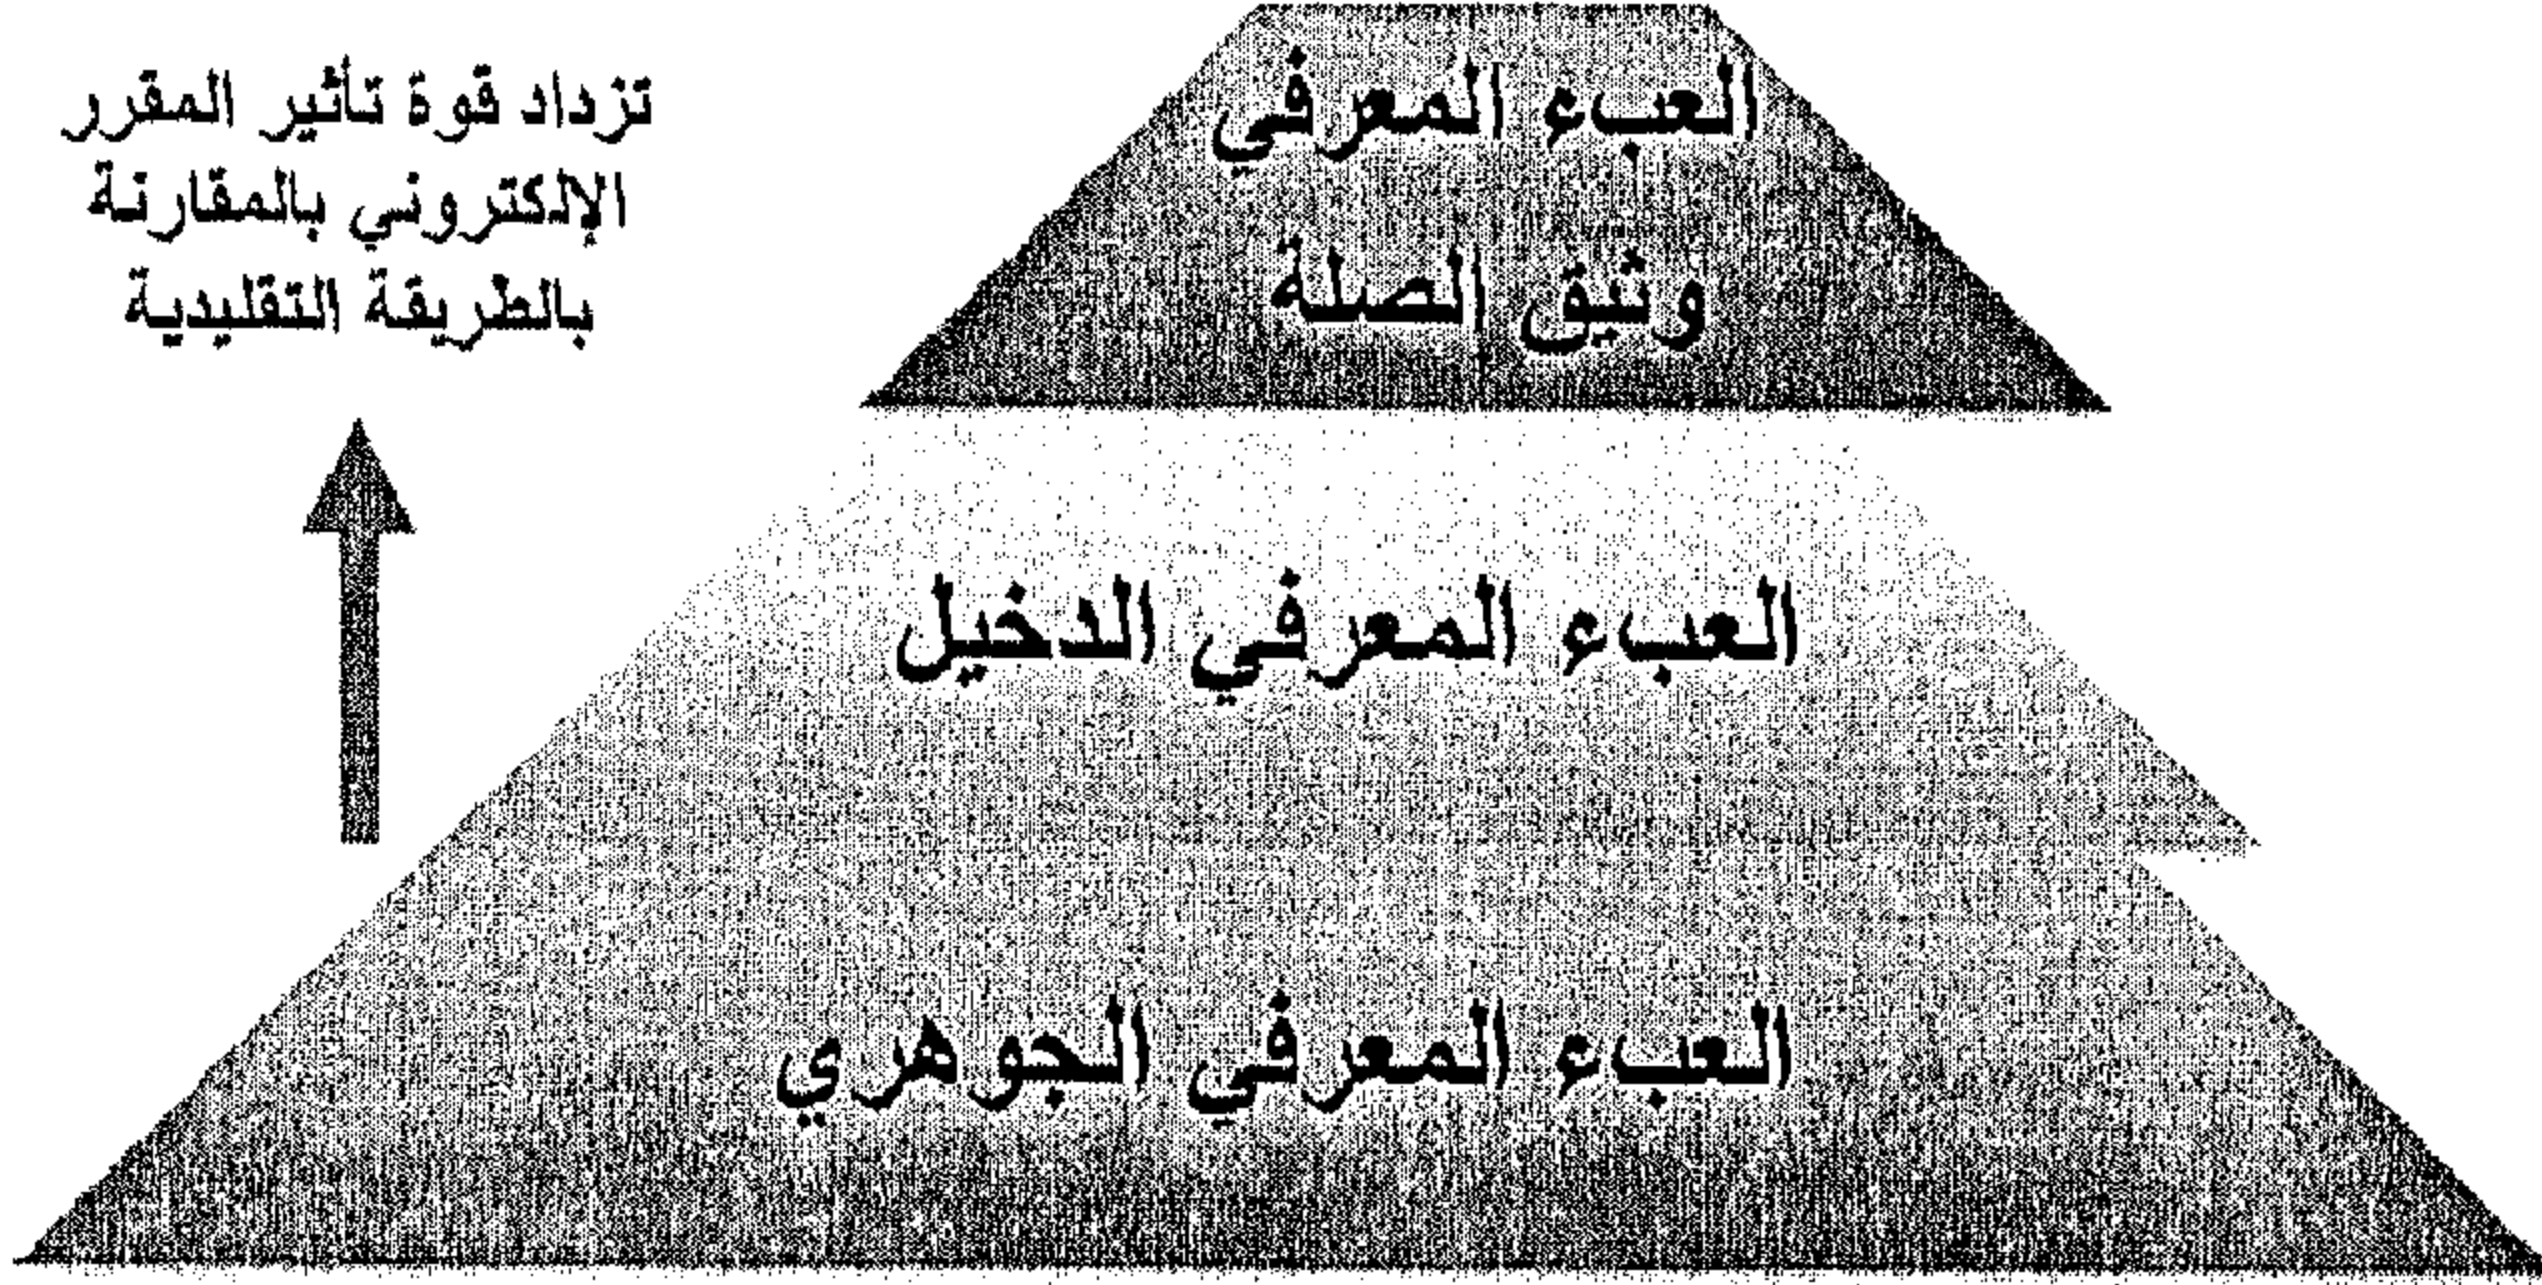 تزداد قوة تأثير المقرر
الإلكتروني بالمقارنة
بالطريقة التقليدية
العبء المعرفي
وثيق الصلة
العبء المعرفي الدخيل
العبء المعرفي الجوهري